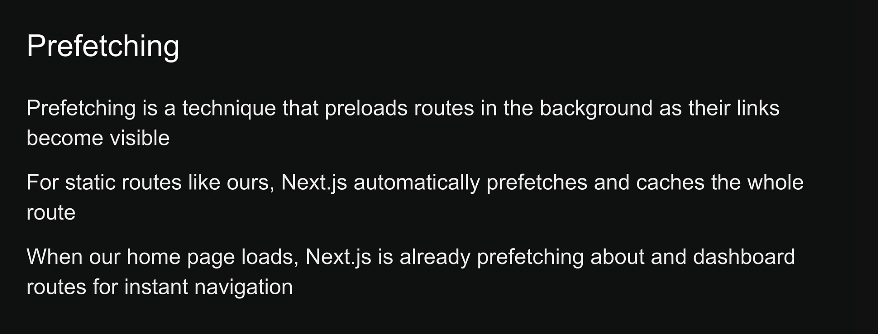 Prefetching
Prefetching is a technique that preloads routes in the background as their links
become visible
For static routes like ours, Next.js automatically prefetches and caches the whole
route
When our home page loads, Next.js is already prefetching about and dashboard
routes for instant navigation